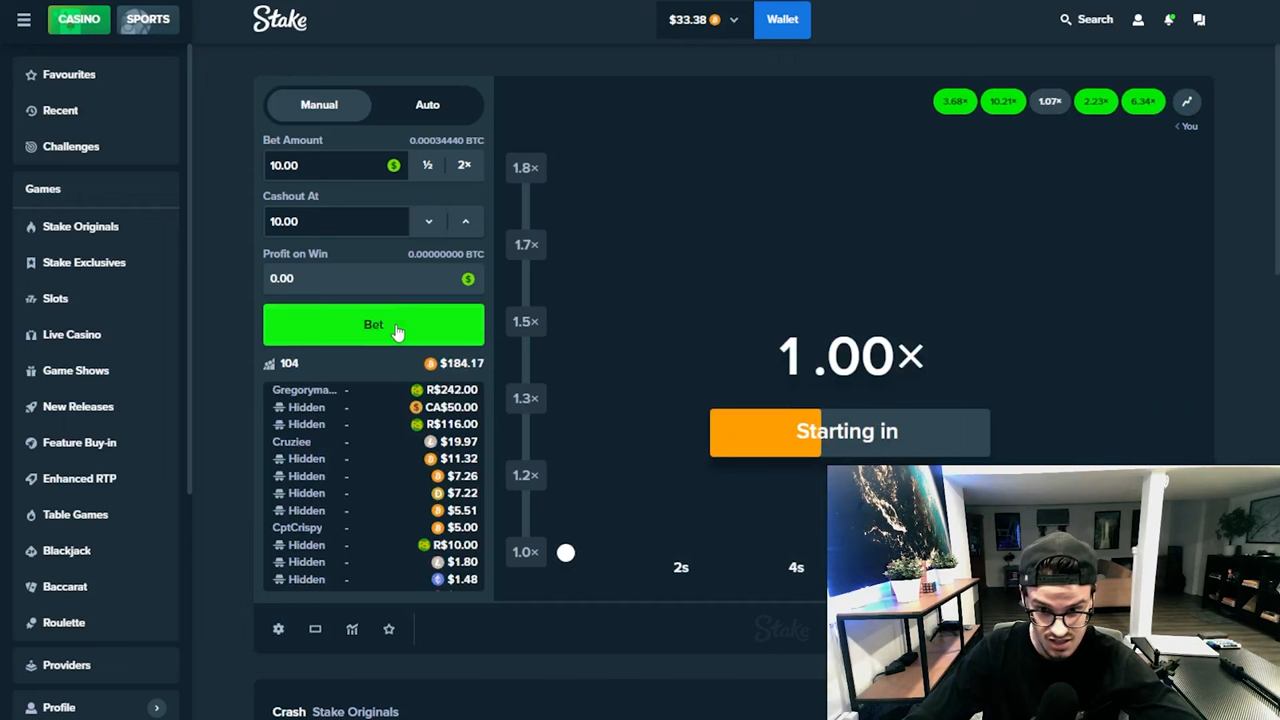 CASINO
SPORTS
Stake
$33.38
Wallet
Search
Favourites
Recent
Challenges
Games
Stake Originals
Stake Exclusives
Slots
Live Casino
Game Shows
New Releases
Feature Buy-in
Enhanced RTP
Table Games
Blackjack
Baccarat
Roulette
Providers
Profile
Manual
Auto
Bet Amount
0.00034440 BTC
10.00
½
2×
Cashout At
10.00
Profit on Win
0.00000000 BTC
0.00
Bet
104
$184.17
Gregoryma... - R$242.00
Hidden - CA$50.00
Hidden - R$116.00
Cruziee - $19.97
Hidden - $11.32
Hidden - $7.26
Hidden - $7.22
Hidden - $5.51
CptCrispy - $5.00
Hidden - R$10.00
Hidden - $1.80
Hidden - $1.48
3.68×
10.21×
1.07×
2.23×
6.34×
< You
1.8×
1.7×
1.5×
1.3×
1.2×
1.0×
1.00×
Starting in
2s
4s
Stake
Crash Stake Originals